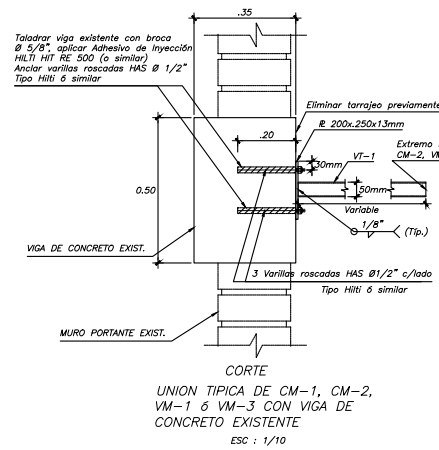 .35
Taladrar viga existente con broca
Ø 5/8", aplicar Adhesivo de Inyección
HILTI HIT RE 500 (o similar)
Anclar varillas roscadas HAS Ø 1/2"
Tipo Hilti ó similar
Eliminar tarrajeo previamente
.20
PL 200x.250x13mm
Extremo
CM-2, VM
30mm
VT-1
0.50
50mm
Variable
1/8"
(Típ.)
VIGA DE CONCRETO EXIST.
3 Varillas roscadas HAS Ø1/2" c/lado
Tipo Hilti ó similar
MURO PORTANTE EXIST.
CORTE
UNION TIPICA DE CM-1, CM-2,
VM-1 ó VM-3 CON VIGA DE
CONCRETO EXISTENTE
ESC : 1/10